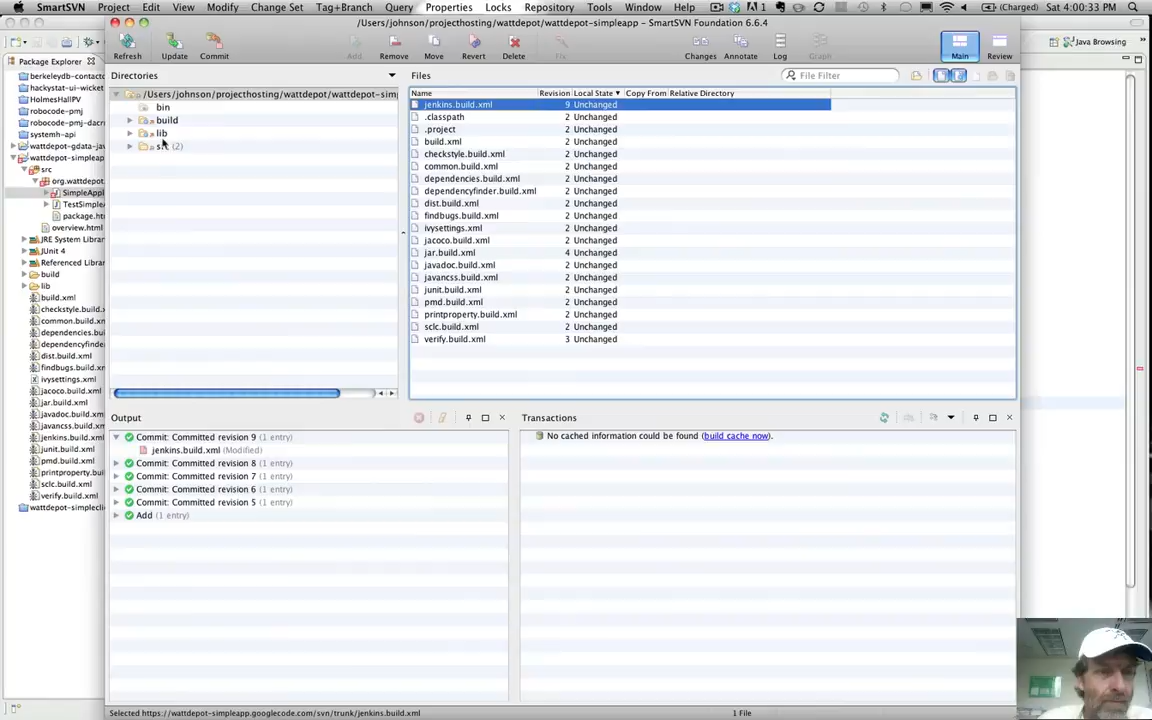 SmartSVN Project Edit View Modify Change Set Tag+Branch Query Properties Locks Repository Tools Window Help (Charged) Sat 4:00:33 PM johnson
/Users/johnson/projecthosting/wattdepot/wattdepot-simpleapp - SmartSVN Foundation 6.6.4
Refresh Update Commit Add Remove Move Revert Delete Changes Annotate Log Graph Main Review
Java Browsing
Package Explorer
berkeleydb-contacto
hackystat-ui-wicket
HolmesHallPV
robocode-pmj
robocode-pmj-dacru
systemh-api
wattdepot-gdata-jav
wattdepot-simpleapp
src
org.wattdepot.
SimpleAppl
TestSimple
package.htm
overview.html
JRE System Library
JUnit 4
Referenced Librar
build
lib
build.xml
checkstyle.build.x
common.build.xm
dependencies.bu
dependencyfinder
dist.build.xml
findbugs.build.xm
ivysettings.xml
jacoco.build.xml
jar.build.xml
javadoc.build.xml
javancss.build.xm
jenkins.build.xml
junit.build.xml
pmd.build.xml
printproperty.buil
sclc.build.xml
verify.build.xml
wattdepot-simplecli
Directories
/Users/johnson/projecthosting/wattdepot/wattdepot-simp
bin
build
lib
src (2)
Files
File Filter
Name Revision Local State Copy From Relative Directory
jenkins.build.xml 9 Unchanged
.classpath 2 Unchanged
.project 2 Unchanged
build.xml 2 Unchanged
checkstyle.build.xml 2 Unchanged
common.build.xml 2 Unchanged
dependencies.build.xml 2 Unchanged
dependencyfinder.build.xml 2 Unchanged
dist.build.xml 2 Unchanged
findbugs.build.xml 2 Unchanged
ivysettings.xml 2 Unchanged
jacoco.build.xml 2 Unchanged
jar.build.xml 4 Unchanged
javadoc.build.xml 2 Unchanged
javancss.build.xml 2 Unchanged
junit.build.xml 2 Unchanged
pmd.build.xml 2 Unchanged
printproperty.build.xml 2 Unchanged
sclc.build.xml 2 Unchanged
verify.build.xml 3 Unchanged
Output
Commit: Committed revision 9 (1 entry)
jenkins.build.xml (Modified)
Commit: Committed revision 8 (1 entry)
Commit: Committed revision 7 (1 entry)
Commit: Committed revision 6 (1 entry)
Commit: Committed revision 5 (1 entry)
Add (1 entry)
Transactions
No cached information could be found (build cache now).
Selected https://wattdepot-simpleapp.googlecode.com/svn/trunk/jenkins.build.xml
1 File